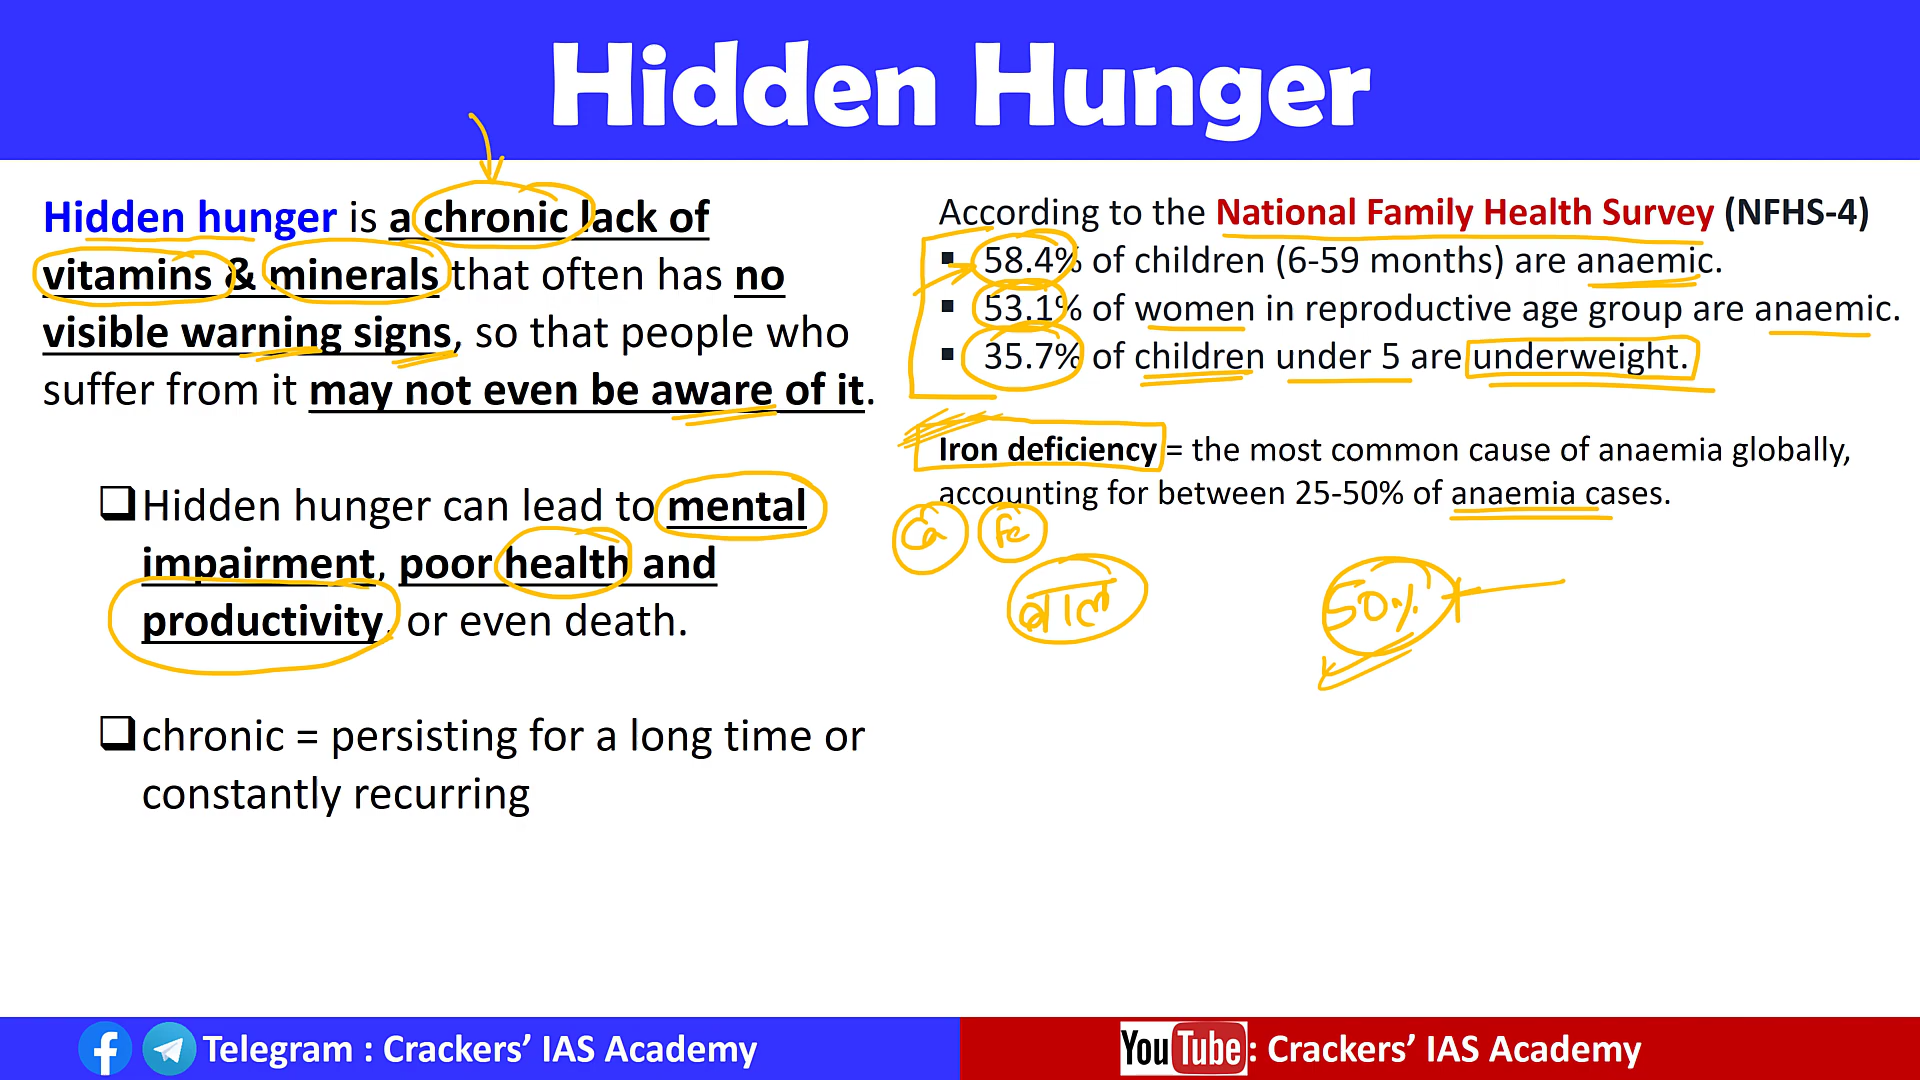 Hidden Hunger
Hidden hunger is a chronic lack of
vitamins & minerals that often has no
visible warning signs, so that people who
suffer from it may not even be aware of it.
❑Hidden hunger can lead to mental
impairment, poor health and
productivity, or even death.
❑chronic = persisting for a long time or
constantly recurring
According to the National Family Health Survey (NFHS-4)
▪ 58.4% of children (6-59 months) are anaemic.
▪ 53.1% of women in reproductive age group are anaemic.
▪ 35.7% of children under 5 are underweight.
Iron deficiency = the most common cause of anaemia globally,
accounting for between 25-50% of anaemia cases.
Ca Fe
बाल 50%
Telegram : Crackers’ IAS Academy
YouTube : Crackers’ IAS Academy